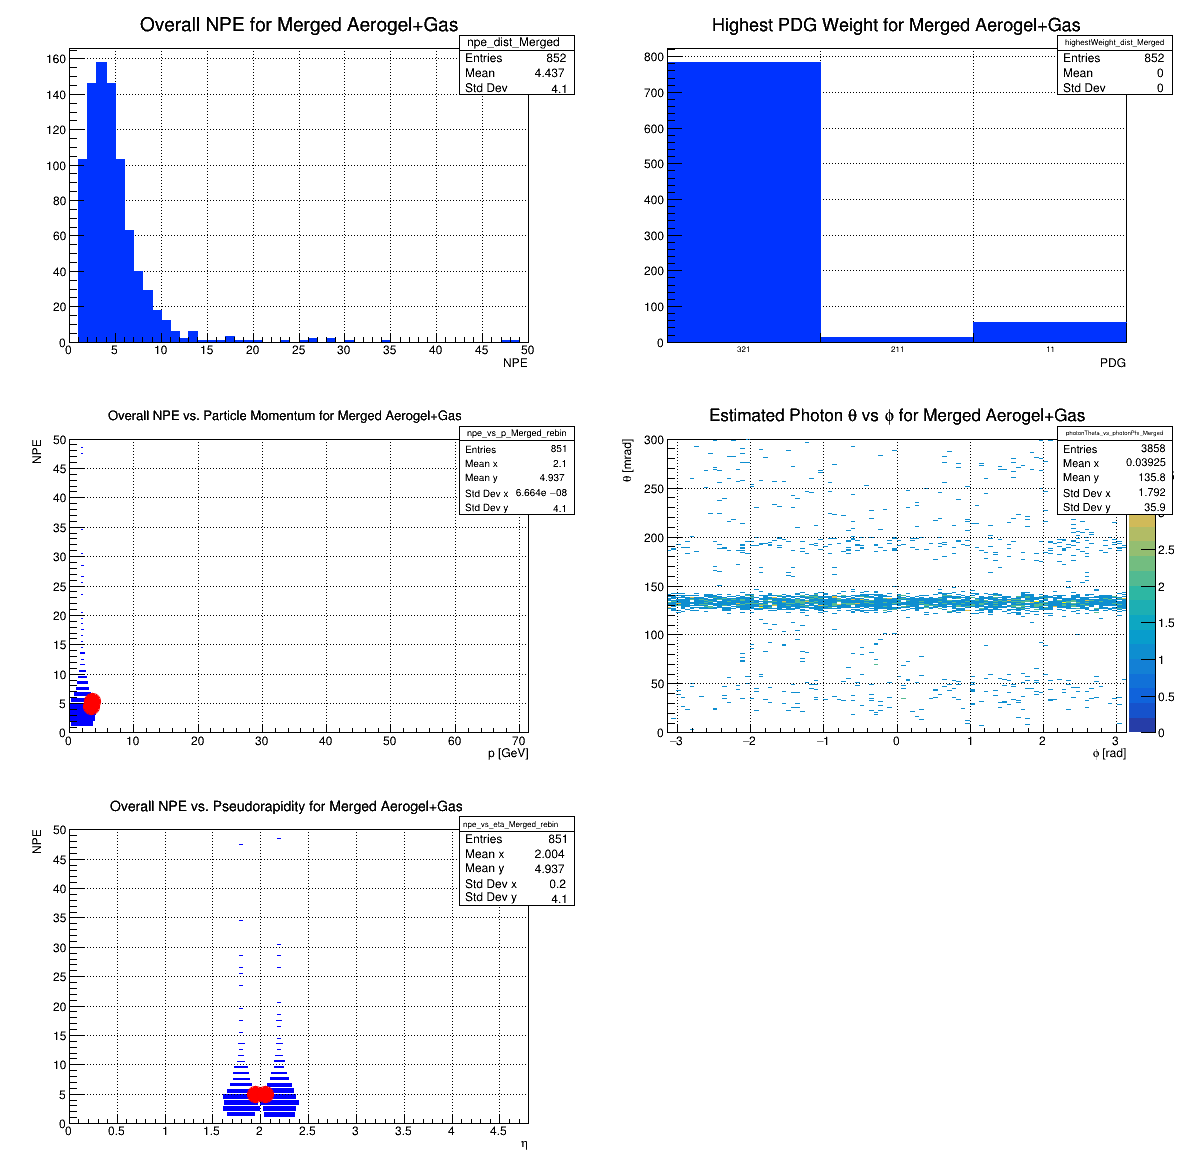 Overall NPE for Merged Aerogel+Gas
npe_dist_Merged
Entries 852
Mean 4.437
Std Dev 4.1
160
140
120
100
80
60
40
20
0
0 5 10 15 20 25 30 35 40 45 50
NPE
Highest PDG Weight for Merged Aerogel+Gas
highestWeight_dist_Merged
Entries 852
Mean 0
Std Dev 0
800
700
600
500
400
300
200
100
0
321 211 11
PDG
Overall NPE vs. Particle Momentum for Merged Aerogel+Gas
NPE
npe_vs_p_Merged_rebin
Entries 851
Mean x 2.1
Mean y 4.937
Std Dev x 6.664e −08
Std Dev y 4.1
50
45
40
35
30
25
20
15
10
5
0
0 10 20 30 40 50 60 70
p [GeV]
Estimated Photon θ vs ϕ for Merged Aerogel+Gas
θ [mrad]
photonTheta_vs_photonPhi_Merged
Entries 3858
Mean x 0.03925
Mean y 135.8
Std Dev x 1.792
Std Dev y 35.9
300
250
200
150
100
50
0
−3 −2 −1 0 1 2 3
ϕ [rad]
2.5
2
1.5
1
0.5
0
Overall NPE vs. Pseudorapidity for Merged Aerogel+Gas
NPE
npe_vs_eta_Merged_rebin
Entries 851
Mean x 2.004
Mean y 4.937
Std Dev x 0.2
Std Dev y 4.1
50
45
40
35
30
25
20
15
10
5
0
0 0.5 1 1.5 2 2.5 3 3.5 4 4.5
η